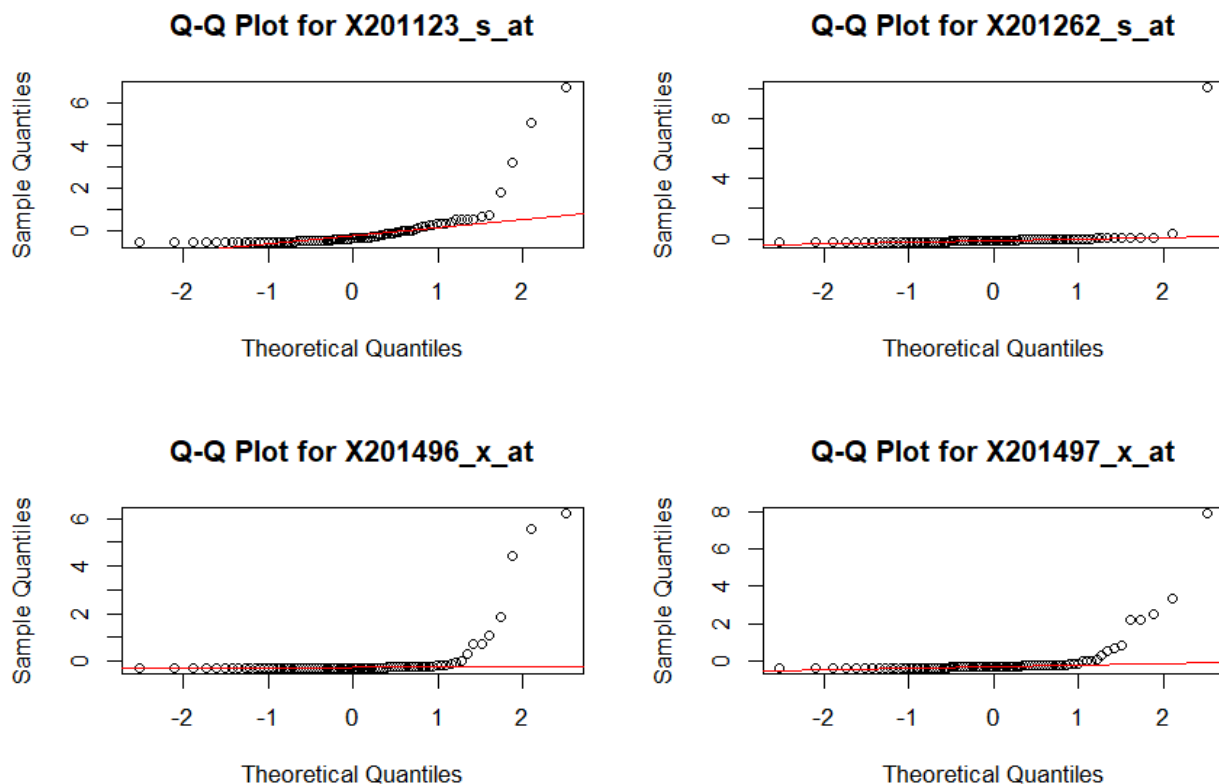 Q-Q Plot for X201123_s_at
Sample Quantiles
6
4
2
0
-2 -1 0 1 2
Theoretical Quantiles
Q-Q Plot for X201262_s_at
Sample Quantiles
8
4
0
-2 -1 0 1 2
Theoretical Quantiles
Q-Q Plot for X201496_x_at
Sample Quantiles
6
4
2
0
-2 -1 0 1 2
Theoretical Quantiles
Q-Q Plot for X201497_x_at
Sample Quantiles
8
6
4
2
0
-2 -1 0 1 2
Theoretical Quantiles